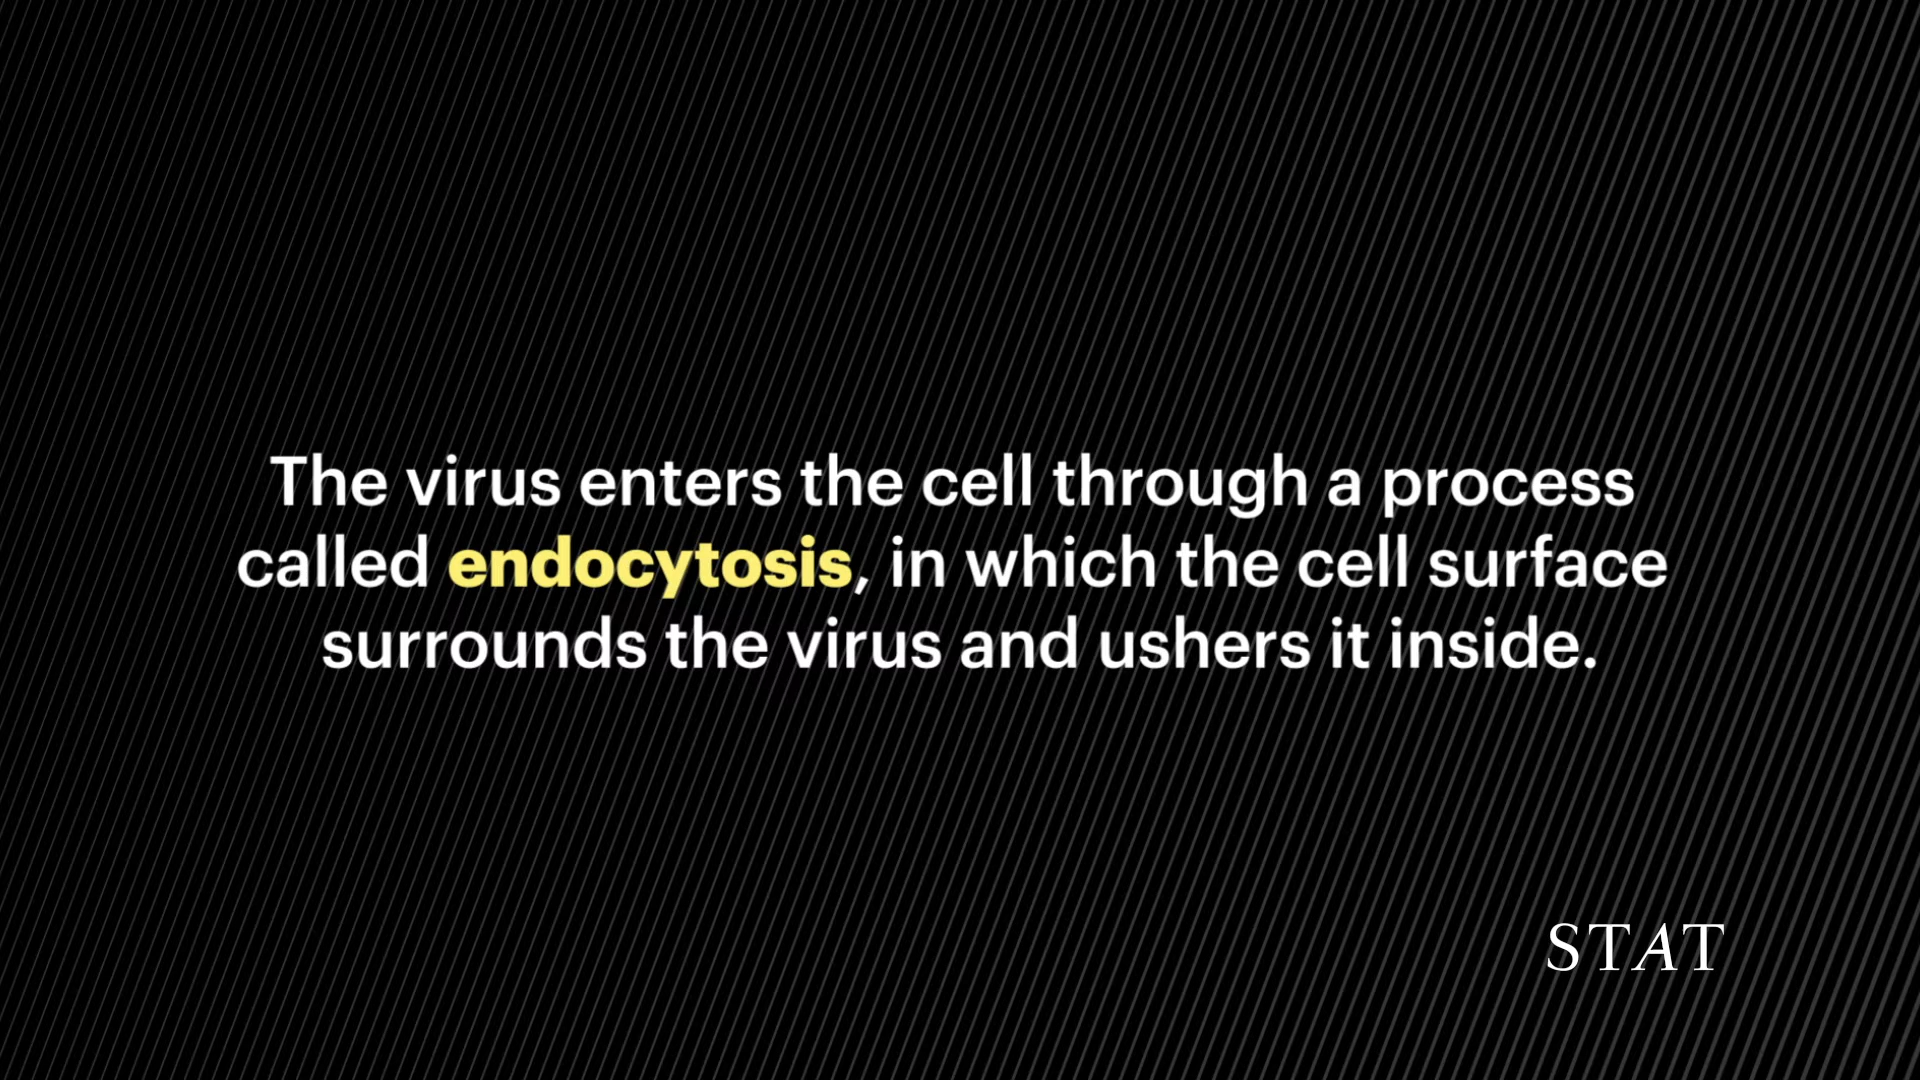 The virus enters the cell through a process
called endocytosis, in which the cell surface
surrounds the virus and ushers it inside.
STAT